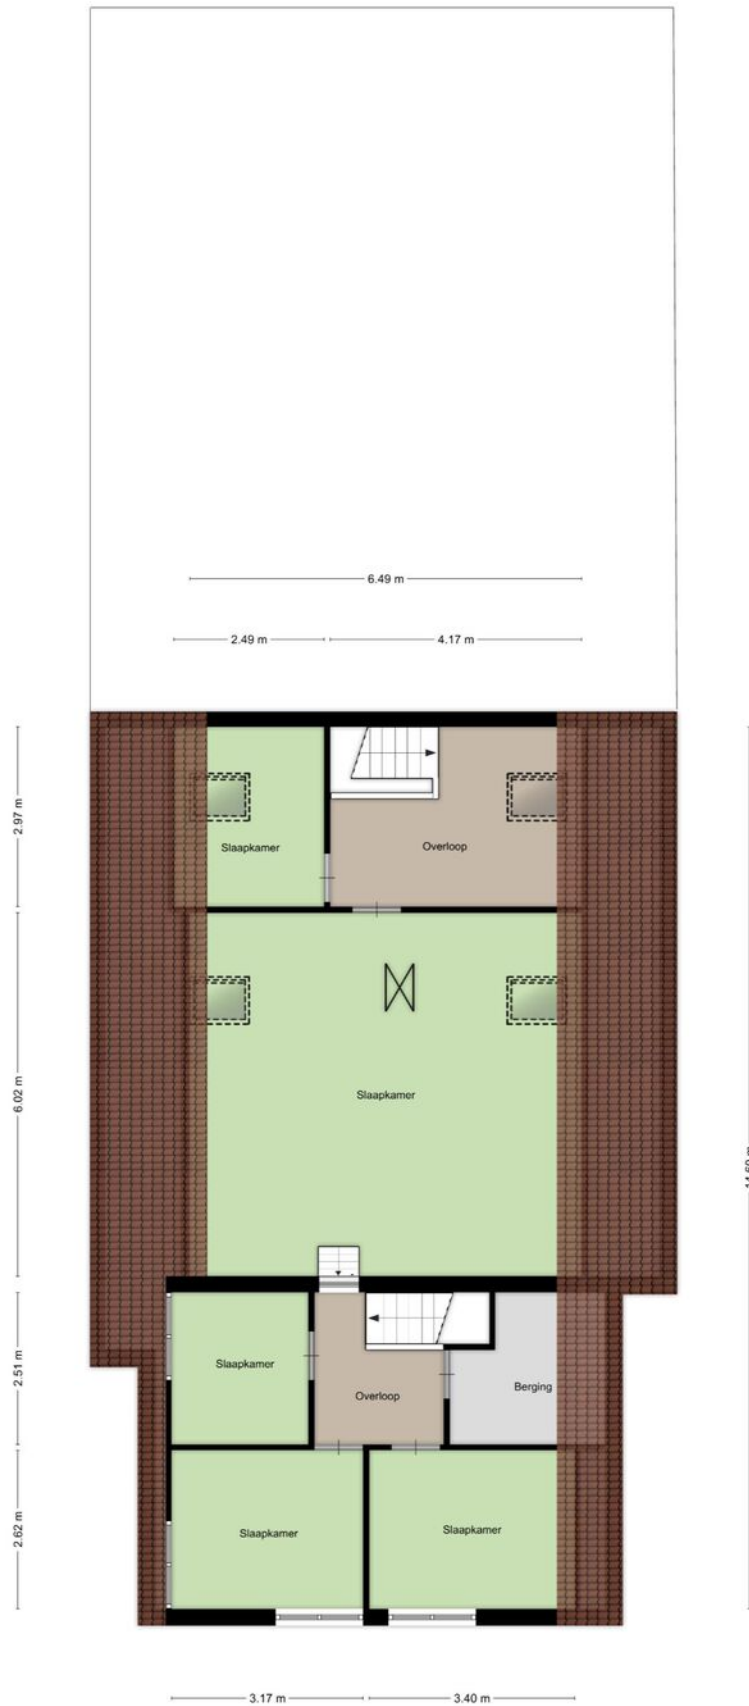 6.49 m
2.49 m
4.17 m
2.97 m
Slaapkamer
Overloop
6.02 m
Slaapkamer
2.51 m
Slaapkamer
Overloop
Berging
2.62 m
Slaapkamer
Slaapkamer
3.17 m
3.40 m